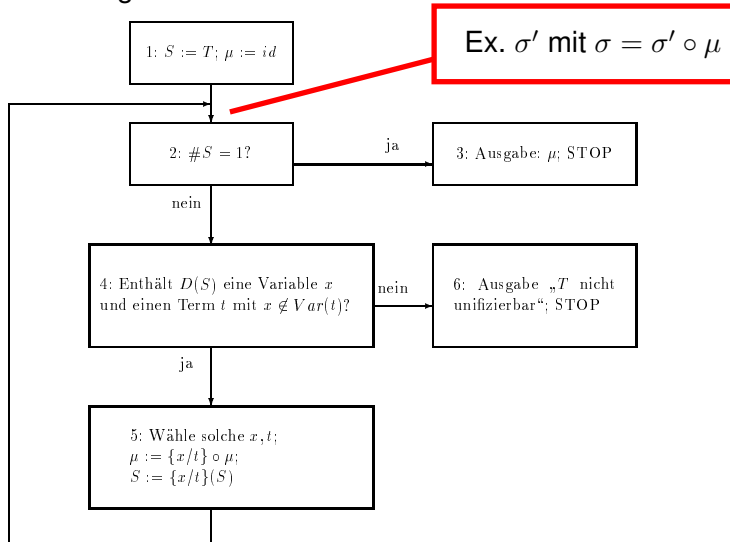 Ex. σ′ mit σ = σ′ ∘ μ
1: S := T; μ := id
2: #S = 1?
ja
3: Ausgabe: μ; STOP
nein
4: Enthält D(S) eine Variable x
und einen Term t mit x ∉ Var(t)?
nein
6: Ausgabe „T nicht
unifizierbar“; STOP
ja
5: Wähle solche x, t;
μ := {x/t} ∘ μ;
S := {x/t}(S)